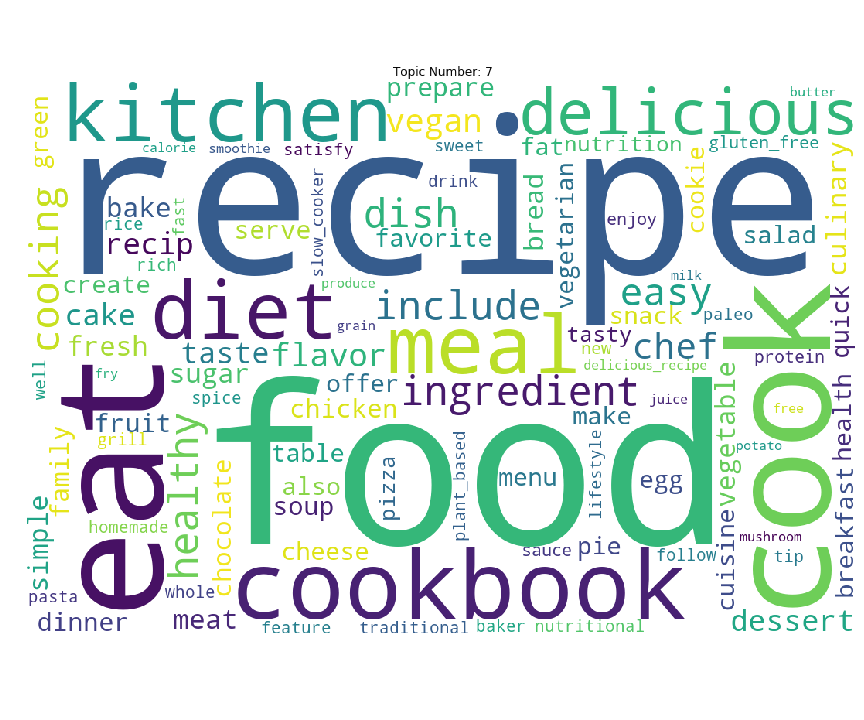 Topic Number: 7
kitchen
prepare
delicious
butter
green
vegan
calorie
smoothie
satisfy
sweet
fat
nutrition
gluten_free
recipe
bake
rice
fast
recip
serve
slow_cooker
dish
favorite
drink
bread
vegetarian
enjoy
cookie
salad
culinary
cooking
rich
create
produce
milk
cake
diet
grain
include
easy
snack
paleo
fresh
taste
flavor
meal
tasty
new
chef
delicious_recipe
protein
quick
well
fry
sugar
spice
offer
ingredient
juice
eat
fruit
chicken
make
free
cook
grill
family
healthy
food
table
also
soup
pizza
plant_based
menu
lifestyle
egg
vegetable
potato
health
simple
homemade
chocolate
cheese
sauce
pie
follow
cuisine
mushroom
tip
breakfast
pasta
whole
cookbook
dinner
meat
feature
traditional
baker
nutritional
dessert